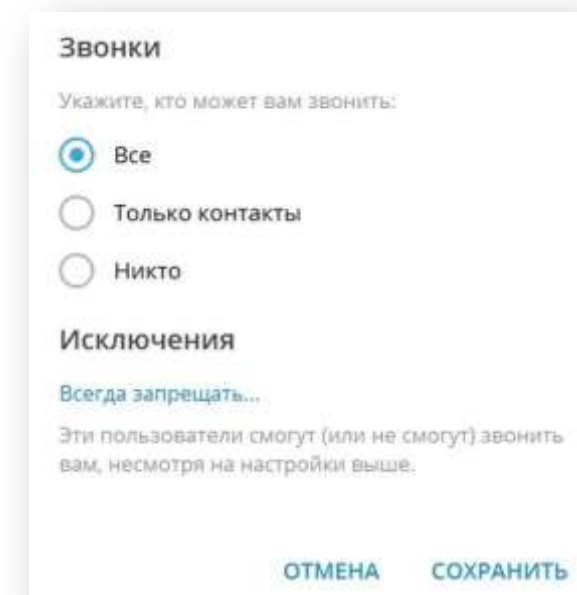 Звонки
Укажите, кто может вам звонить:
Все
Только контакты
Никто
Исключения
Всегда запрещать...
Эти пользователи смогут (или не смогут) звонить
вам, несмотря на настройки выше.
ОТМЕНА СОХРАНИТЬ